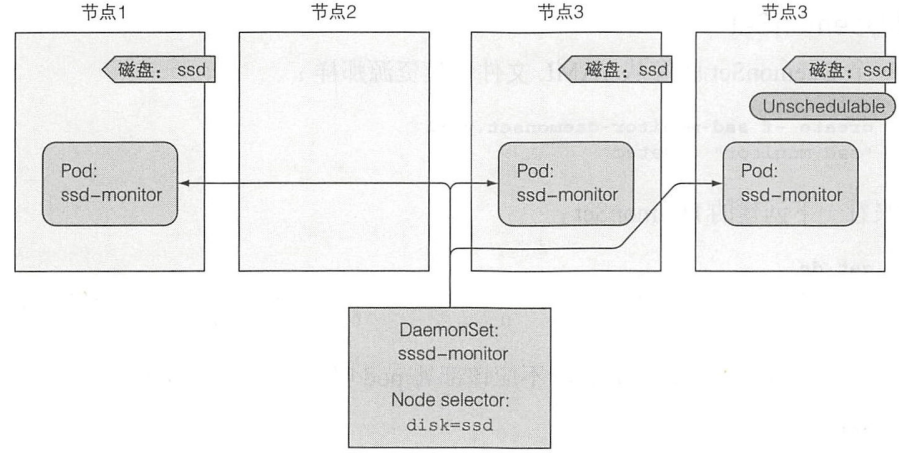 节点1
节点2
节点3
节点3
磁盘：ssd
磁盘：ssd
磁盘：ssd
Unschedulable
Pod:
ssd-monitor
Pod:
ssd-monitor
Pod:
ssd-monitor
DaemonSet:
sssd-monitor
Node selector:
disk=ssd